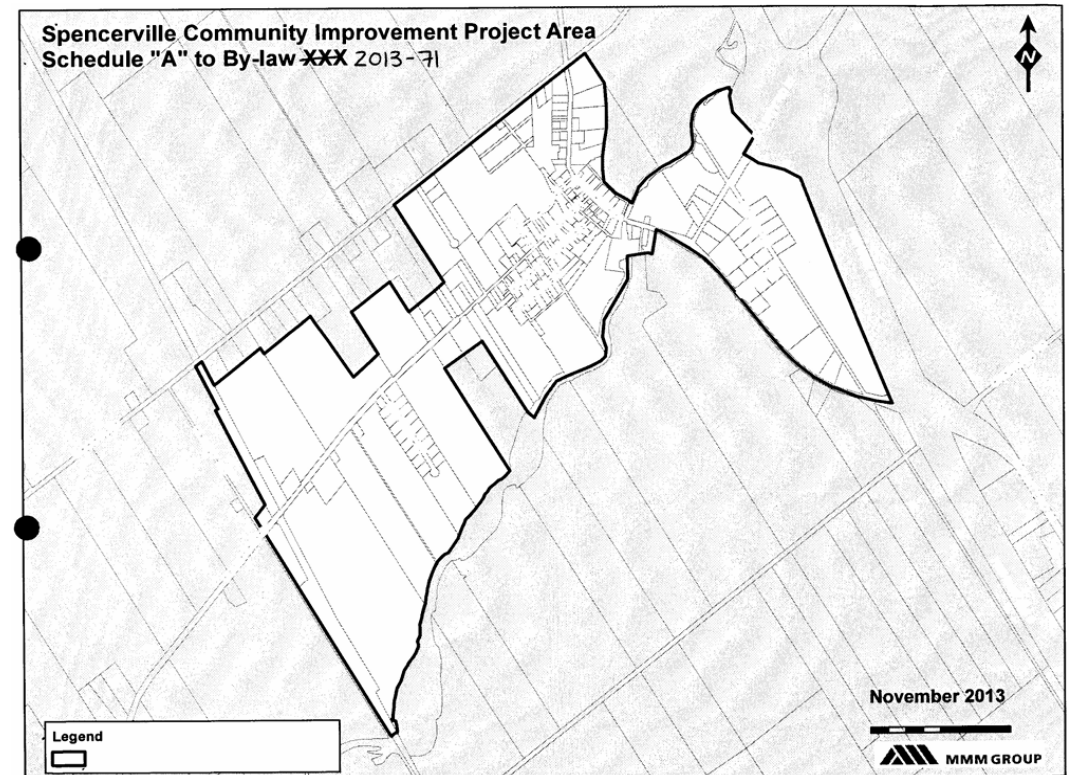 Spencerville Community Improvement Project Area
Schedule "A" to By-law XXX 2013-71
N
November 2013
Legend
MMM GROUP